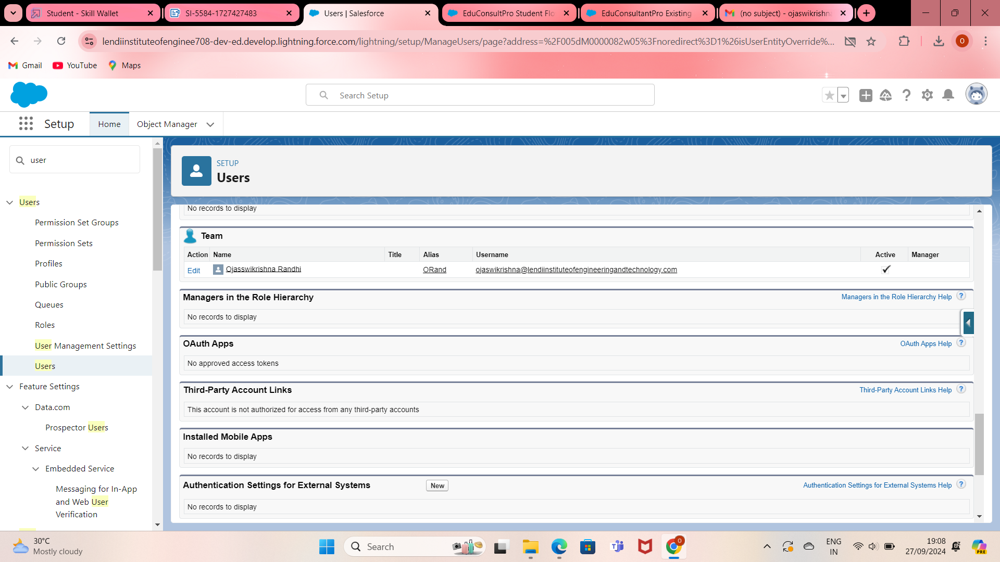 Student - Skill Wallet
SI-5584-1727427483
Users | Salesforce
EduConsultPro Student Flo
EduConsultantPro Existing
(no subject) - ojaswikrishna
lendiinstituteofenginee708-dev-ed.develop.lightning.force.com/lightning/setup/ManageUsers/page?address=%2F005dM0000082w05%3Fnoredirect%3D1%26isUserEntityOverride%...
O
Gmail
YouTube
Maps
Search Setup
Setup
Home
Object Manager
user
Users
Permission Set Groups
Permission Sets
Profiles
Public Groups
Queues
Roles
User Management Settings
Users
Feature Settings
Data.com
Prospector Users
Service
Embedded Service
Messaging for In-App
and Web User
Verification
SETUP
Users
No records to display
Team
Action Name Title Alias Username Active Manager
Edit Ojasswikrishna Randhi ORand ojaswikrishna@lendiinstituteofengineeringandtechnology.com
Managers in the Role Hierarchy
Managers in the Role Hierarchy Help ?
No records to display
OAuth Apps
OAuth Apps Help ?
No approved access tokens
Third-Party Account Links
Third-Party Account Links Help ?
This account is not authorized for access from any third-party accounts
Installed Mobile Apps
No records to display
Authentication Settings for External Systems
New
Authentication Settings for External Systems Help ?
No records to display
30°C
Mostly cloudy
Search
ENG
IN
19:08
27/09/2024
PRE